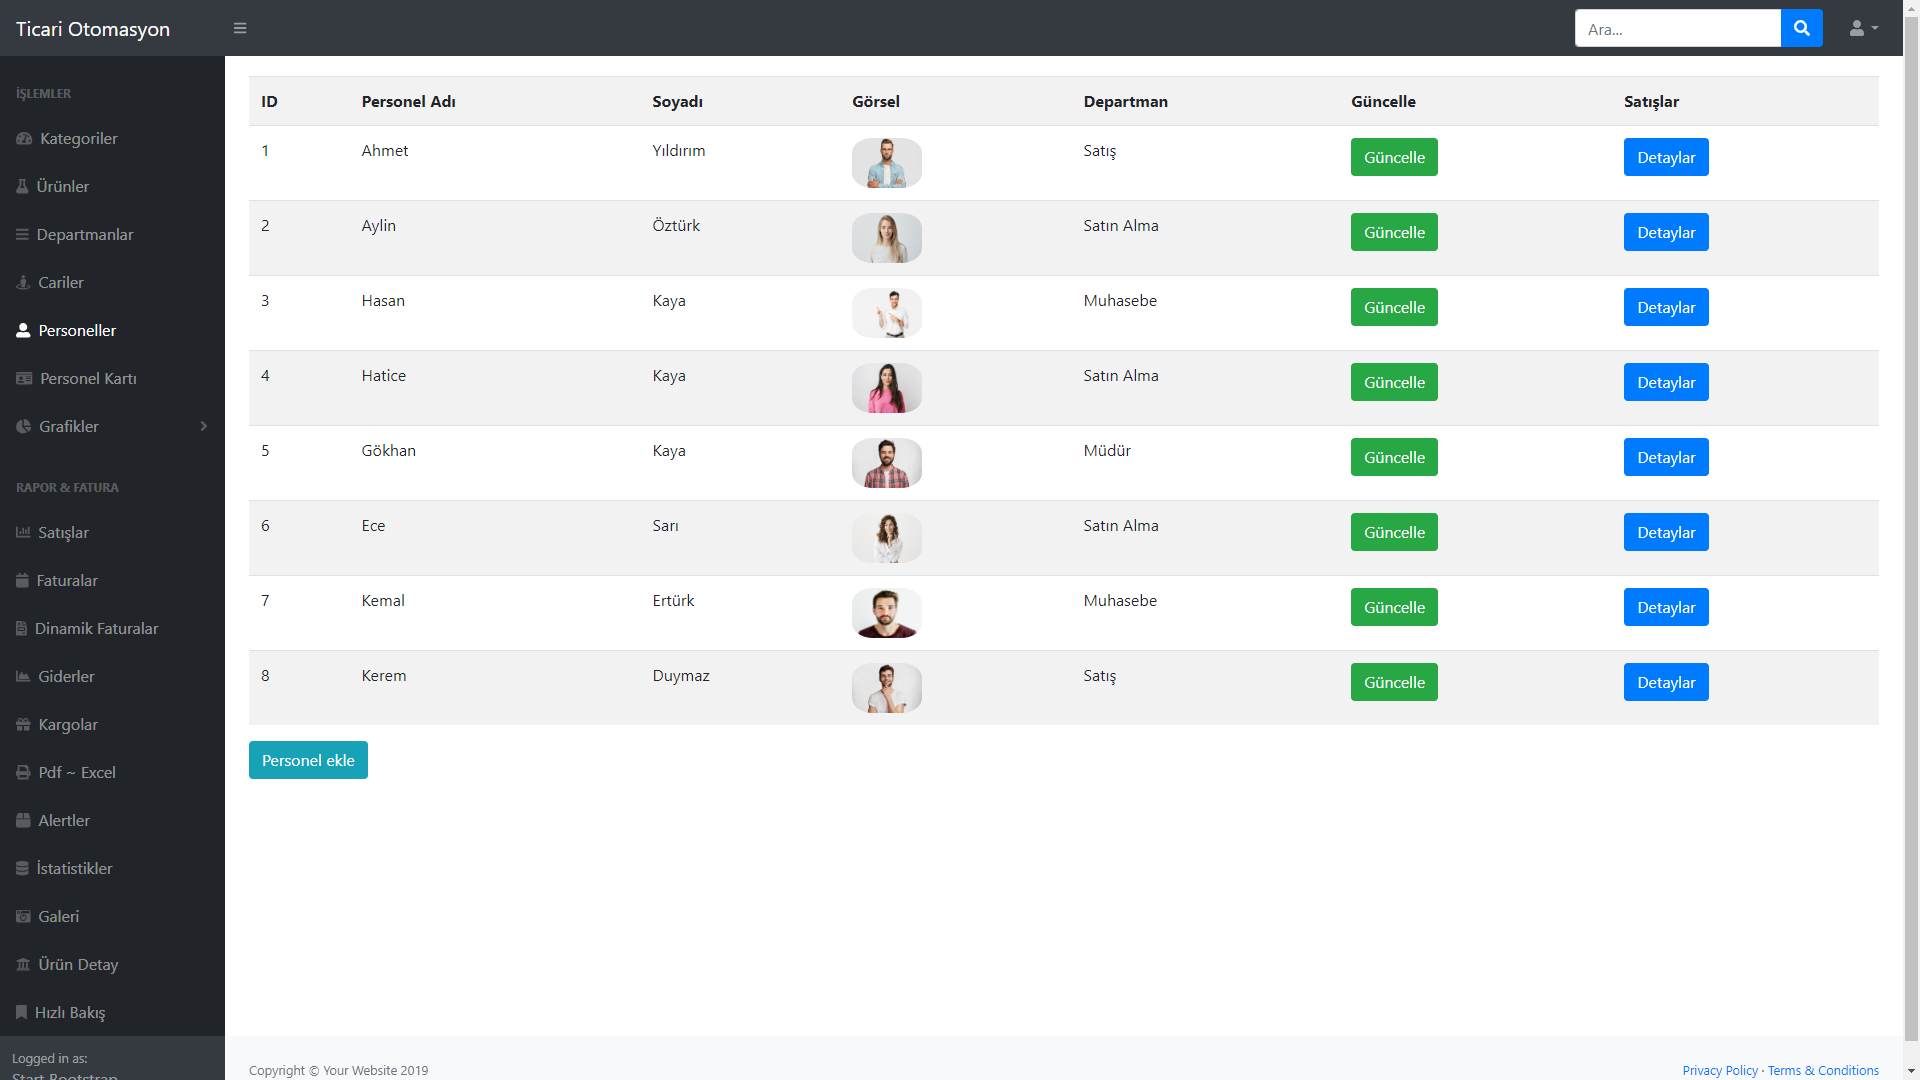 Ticari Otomasyon
Ara...
İŞLEMLER
Kategoriler
Ürünler
Departmanlar
Cariler
Personeller
Personel Kartı
Grafikler
RAPOR & FATURA
Satışlar
Faturalar
Dinamik Faturalar
Giderler
Kargolar
Pdf ~ Excel
Alertler
İstatistikler
Galeri
Ürün Detay
Hızlı Bakış
Logged in as:
Start Bootstrap
ID Personel Adı Soyadı Görsel Departman Güncelle Satışlar
1 Ahmet Yıldırım Satış Güncelle Detaylar
2 Aylin Öztürk Satın Alma Güncelle Detaylar
3 Hasan Kaya Muhasebe Güncelle Detaylar
4 Hatice Kaya Satın Alma Güncelle Detaylar
5 Gökhan Kaya Müdür Güncelle Detaylar
6 Ece Sarı Satın Alma Güncelle Detaylar
7 Kemal Ertürk Muhasebe Güncelle Detaylar
8 Kerem Duymaz Satış Güncelle Detaylar
Personel ekle
Copyright © Your Website 2019
Privacy Policy · Terms & Conditions